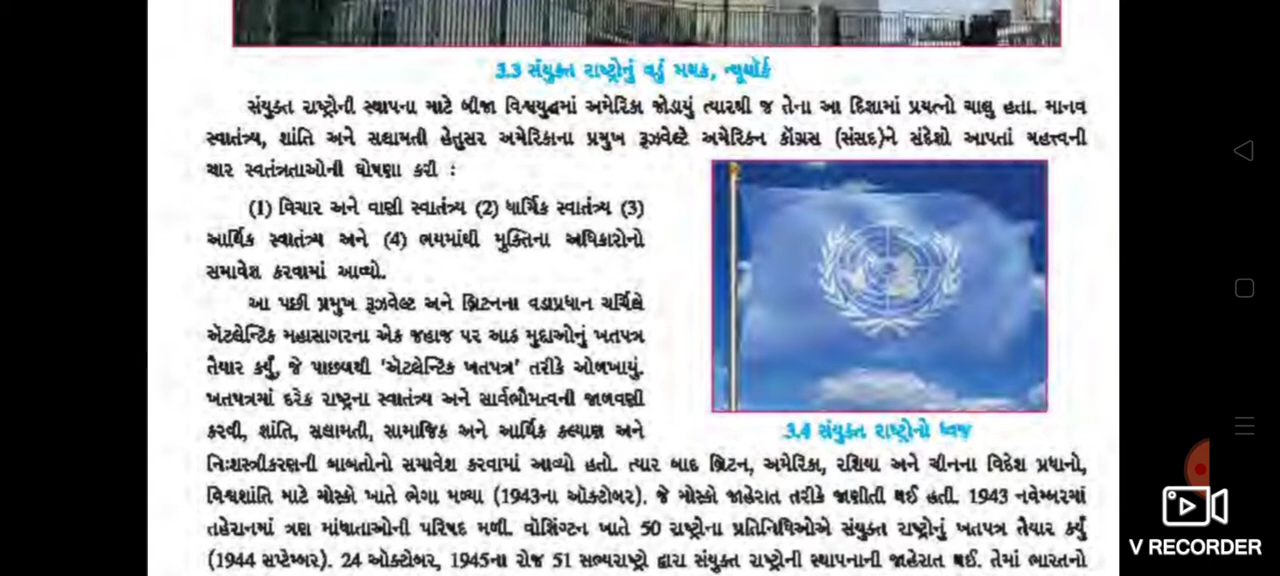 3.3 સંયુક્ત રાષ્ટ્રોનું વડું મથક, ન્યૂયૉર્ક
સંયુક્ત રાષ્ટ્રોની સ્થાપના માટે બીજા વિશ્વયુદ્ધમાં અમેરિકા જોડાયું ત્યારથી જ તેના આ દિશામાં પ્રયત્નો ચાલુ હતા. માનવ
સ્વાતંત્ર્ય, શાંતિ અને સલામતી હેતુસર અમેરિકાના પ્રમુખ રૂઝવેલ્ટે અમેરિકન કૉંગ્રેસ (સંસદ)ને સંદેશો આપતાં મહત્ત્વની
ચાર સ્વતંત્રતાઓની ઘોષણા કરી :
(1) વિચાર અને વાણી સ્વાતંત્ર્ય (2) ધાર્મિક સ્વાતંત્ર્ય (3)
આર્થિક સ્વાતંત્ર્ય અને (4) ભયમાંથી મુક્તિના અધિકારોનો
સમાવેશ કરવામાં આવ્યો.
આ પછી પ્રમુખ રૂઝવેલ્ટ અને બ્રિટનના વડાપ્રધાન ચર્ચિલે
ઍટલેન્ટિક મહાસાગરના એક જહાજ પર આઠ મુદ્દાઓનું ખતપત્ર
તૈયાર કર્યું, જે પાછળથી 'ઍટલેન્ટિક ખતપત્ર' તરીકે ઓળખાયું.
ખતપત્રમાં દરેક રાષ્ટ્રના સ્વાતંત્ર્ય અને સાર્વભૌમત્વની જાળવણી
કરવી, શાંતિ, સલામતી, સામાજિક અને આર્થિક કલ્યાણ અને
3.4 સંયુક્ત રાષ્ટ્રોનો ધ્વજ
નિઃશસ્ત્રીકરણની બાબતોનો સમાવેશ કરવામાં આવ્યો હતો. ત્યાર બાદ બ્રિટન, અમેરિકા, રશિયા અને ચીનના વિદેશ પ્રધાનો,
વિશ્વશાંતિ માટે મોસ્કો ખાતે ભેગા મળ્યા (1943ના ઑક્ટોબર). જે મોસ્કો જાહેરાત તરીકે જાણીતી થઈ હતી. 1943 નવેમ્બરમાં
તહેરાનમાં ત્રણ માંધાતાઓની પરિષદ મળી. વૉશિંગ્ટન ખાતે 50 રાષ્ટ્રોના પ્રતિનિધિઓએ સંયુક્ત રાષ્ટ્રોનું ખતપત્ર તૈયાર કર્યું
(1944 સપ્ટેમ્બર). 24 ઑક્ટોબર, 1945ના રોજ 51 સભ્યરાષ્ટ્રો દ્વારા સંયુક્ત રાષ્ટ્રોની સ્થાપનાની જાહેરાત થઈ. તેમાં ભારતનો
V RECORDER